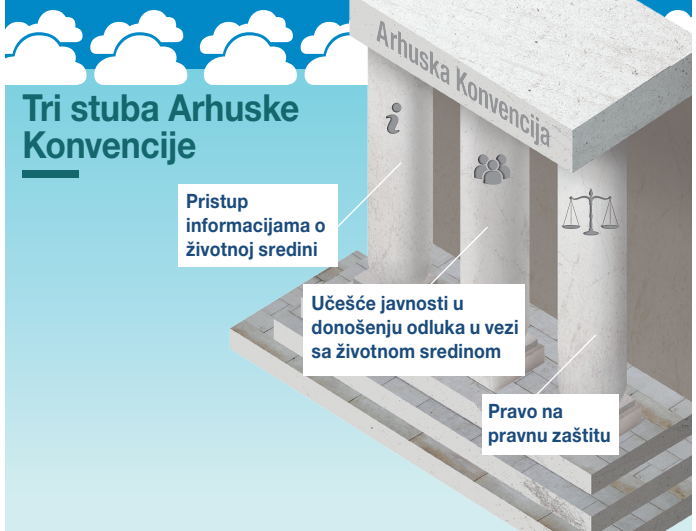 Arhuska Konvencija
Tri stuba Arhuske
Konvencije
Pristup
informacijama o
životnoj sredini
Učešće javnosti u
donošenju odluka u vezi
sa životnom sredinom
Pravo na
pravnu zaštitu